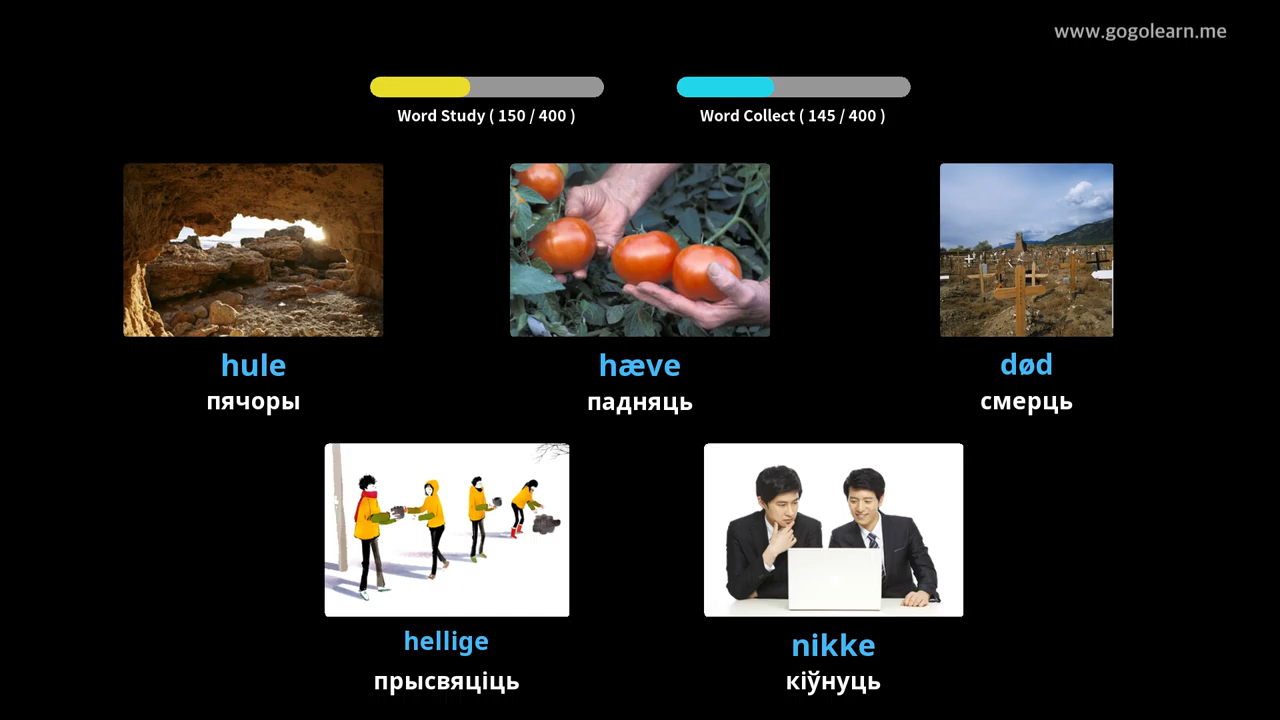 www.gogolearn.me
Word Study ( 150 / 400 )
Word Collect ( 145 / 400 )
hule
пячоры
hæve
падняць
død
смерць
hellige
прысвяціць
nikke
кіўнуць